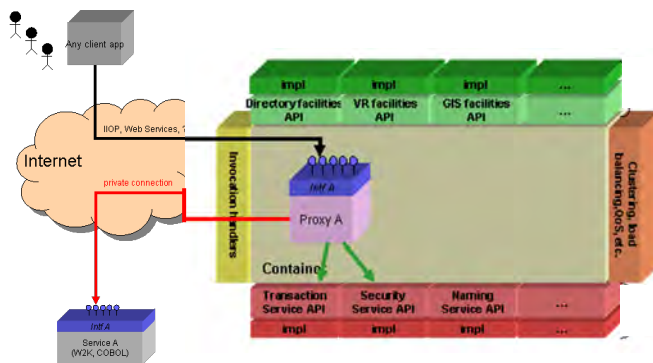 Any client app
impl
impl
impl
...
Directory facilities
API
VR facilities
API
GIS facilities
API
...
IIOP, Web Services, ?
Internet
private connection
Invocation handlers
Clustering, load
balancing,QoS, etc.
Intf A
Proxy A
Container
Transaction
Service API
Security
Service API
Naming
Service API
...
impl
impl
impl
...
Intf A
Service A
(W2K, COBOL)